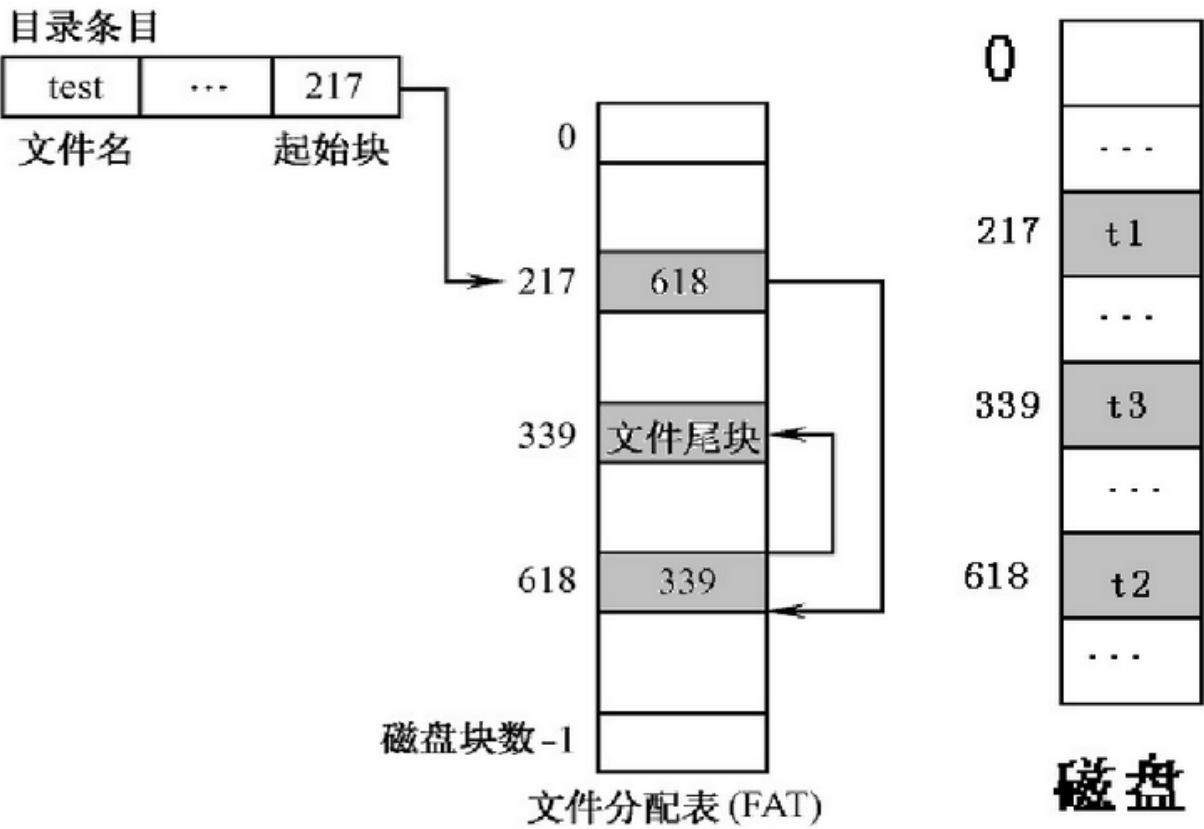 目录条目
test ... 217
文件名 起始块
0
217 618
339 文件尾块
618 339
磁盘块数-1
文件分配表(FAT)
0
...
217 t1
...
339 t3
...
618 t2
...
磁盘